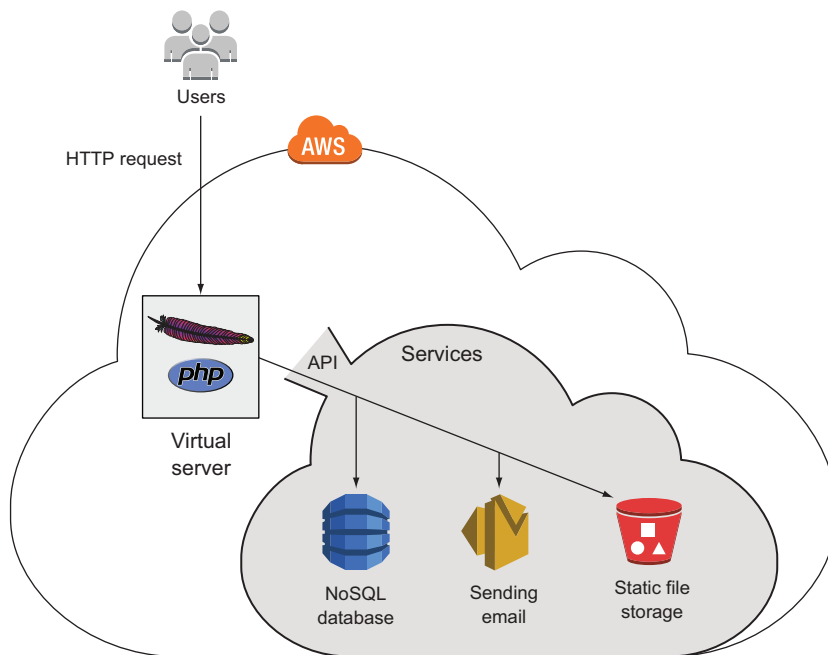 Users
AWS
HTTP request
php
API
Services
Virtual
server
NoSQL
database
Sending
email
Static file
storage